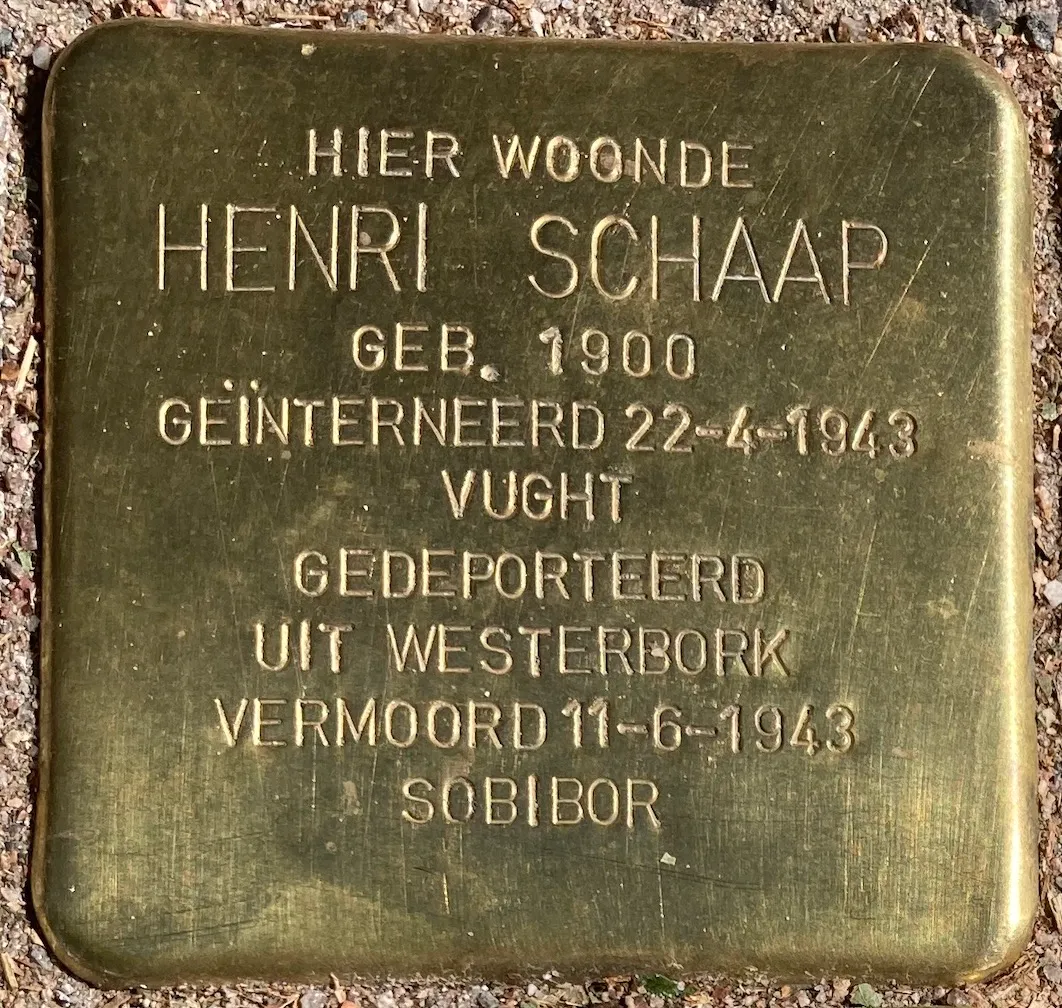 HIER WOONDE
HENRI SCHAAP
GEB. 1900
GEÏNTERNEERD 22-4-1943
VUGHT
GEDEPORTEERD
UIT WESTERBORK
VERMOORD 11-6-1943
SOBIBOR